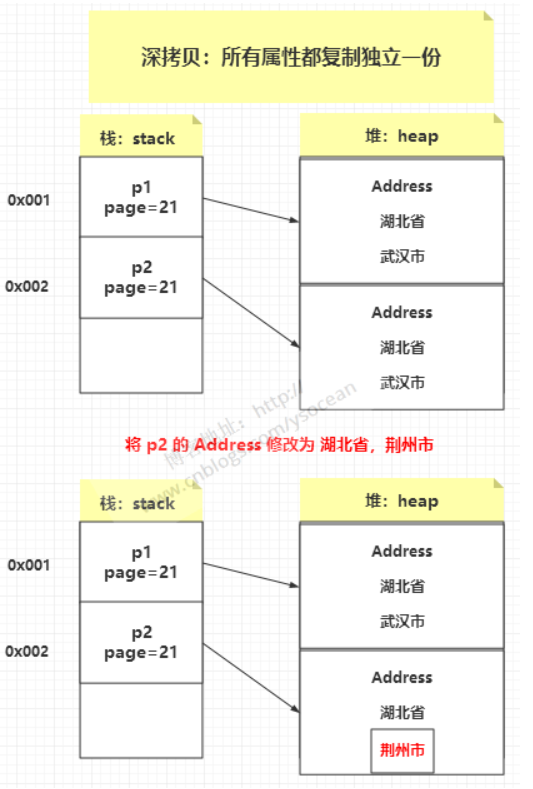 深拷贝：所有属性都复制独立一份
栈：stack
堆：heap
0x001
p1
page=21
Address
湖北省
武汉市
0x002
p2
page=21
Address
湖北省
武汉市
博客地址：http://
www.cnblogs.com/ysocean
将 p2 的 Address 修改为 湖北省，荆州市
栈：stack
堆：heap
0x001
p1
page=21
Address
湖北省
武汉市
0x002
p2
page=21
Address
湖北省
荆州市